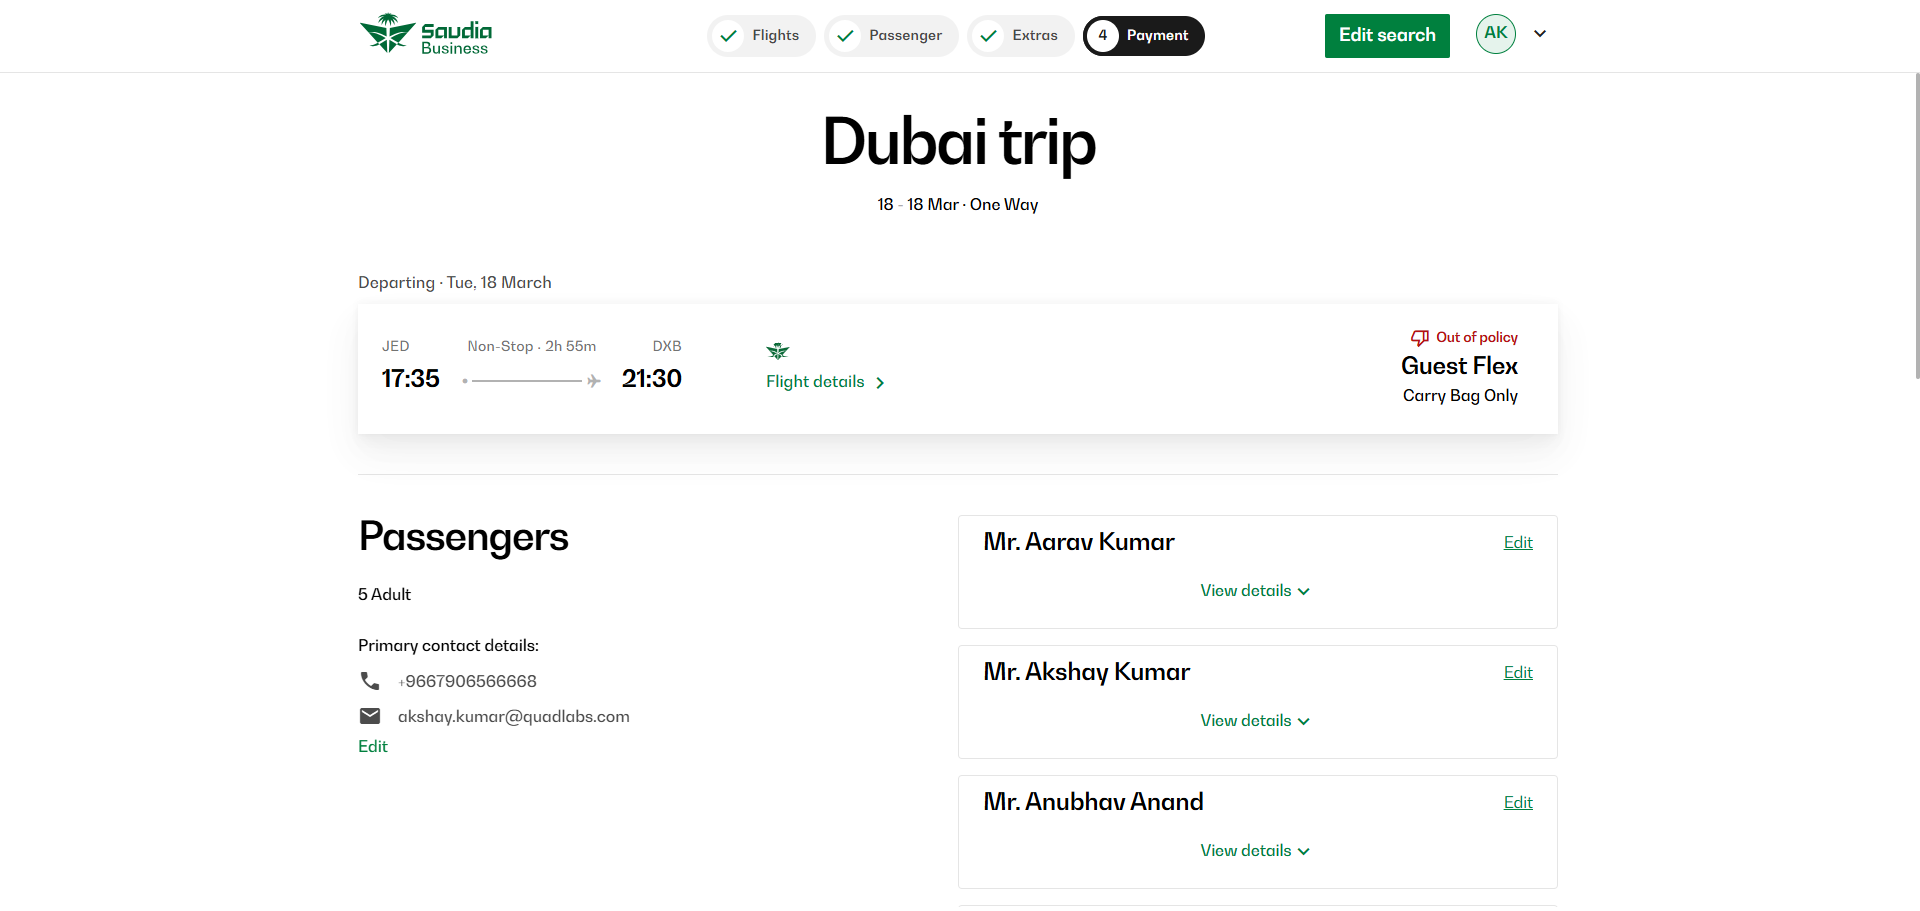 Saudia
Business
Flights
Passenger
Extras
4 Payment
Edit search
AK
Dubai trip
18 - 18 Mar · One Way
Departing · Tue, 18 March
JED Non-Stop · 2h 55m DXB
17:35 21:30
Flight details
Out of policy
Guest Flex
Carry Bag Only
Passengers
5 Adult
Primary contact details:
+9667906566668
akshay.kumar@quadlabs.com
Edit
Mr. Aarav Kumar Edit
View details
Mr. Akshay Kumar Edit
View details
Mr. Anubhav Anand Edit
View details